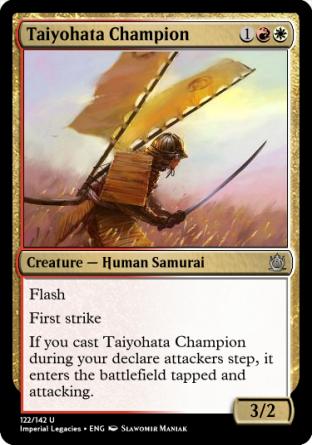 Taiyohata Champion 1
Creature — Human Samurai
Flash
First strike
If you cast Taiyohata Champion
during your declare attackers step, it
enters the battlefield tapped and
attacking.
3/2
122/142 U
Imperial Legacies • ENG Slawomir Maniak